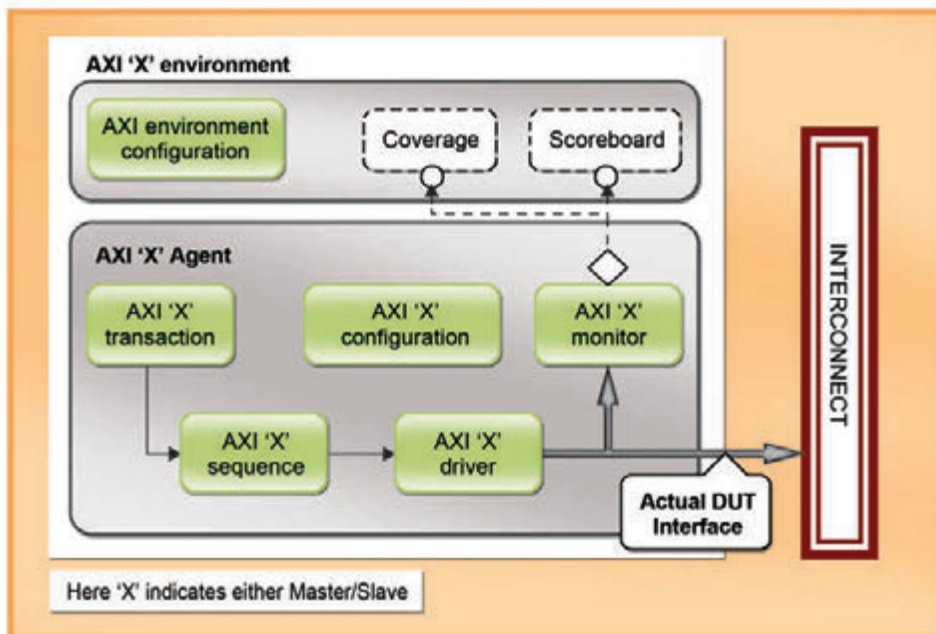 AXI ‘X’ environment
AXI environment
configuration
Coverage
Scoreboard
AXI ‘X’ Agent
AXI ‘X’
transaction
AXI ‘X’
configuration
AXI ‘X’
monitor
AXI ‘X’
sequence
AXI ‘X’
driver
Actual DUT
Interface
INTERCONNECT
Here ‘X’ indicates either Master/Slave